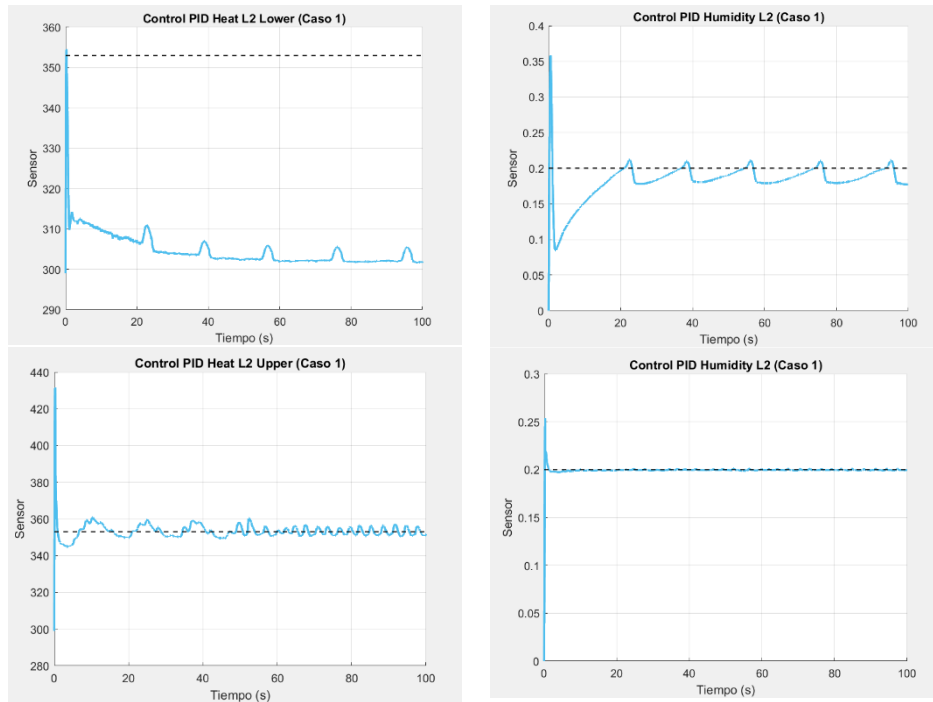 Control PID Heat L2 Lower (Caso 1)
360
350
340
330
320
310
300
290
Sensor
0 20 40 60 80 100
Tiempo (s)
Control PID Humidity L2 (Caso 1)
0.4
0.35
0.3
0.25
0.2
0.15
0.1
0.05
0
Sensor
0 20 40 60 80 100
Tiempo (s)
Control PID Heat L2 Upper (Caso 1)
440
420
400
380
360
340
320
300
280
Sensor
0 20 40 60 80 100
Tiempo (s)
Control PID Humidity L2 (Caso 1)
0.3
0.25
0.2
0.15
0.1
0.05
0
Sensor
0 20 40 60 80 100
Tiempo (s)